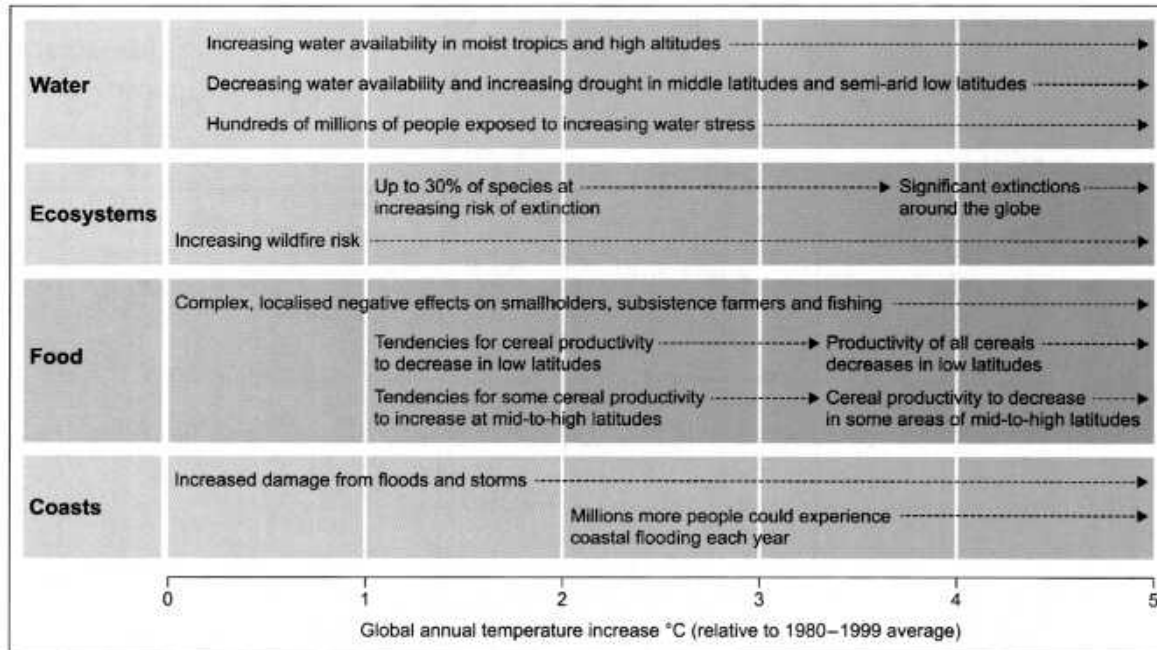 Water
Increasing water availability in moist tropics and high altitudes
Decreasing water availability and increasing drought in middle latitudes and semi-arid low latitudes
Hundreds of millions of people exposed to increasing water stress
Ecosystems
Up to 30% of species at
increasing risk of extinction
Significant extinctions
around the globe
Increasing wildfire risk
Food
Complex, localised negative effects on smallholders, subsistence farmers and fishing
Tendencies for cereal productivity
to decrease in low latitudes
Productivity of all cereals
decreases in low latitudes
Tendencies for some cereal productivity
to increase at mid-to-high latitudes
Cereal productivity to decrease
in some areas of mid-to-high latitudes
Coasts
Increased damage from floods and storms
Millions more people could experience
coastal flooding each year
0 1 2 3 4 5
Global annual temperature increase °C (relative to 1980–1999 average)